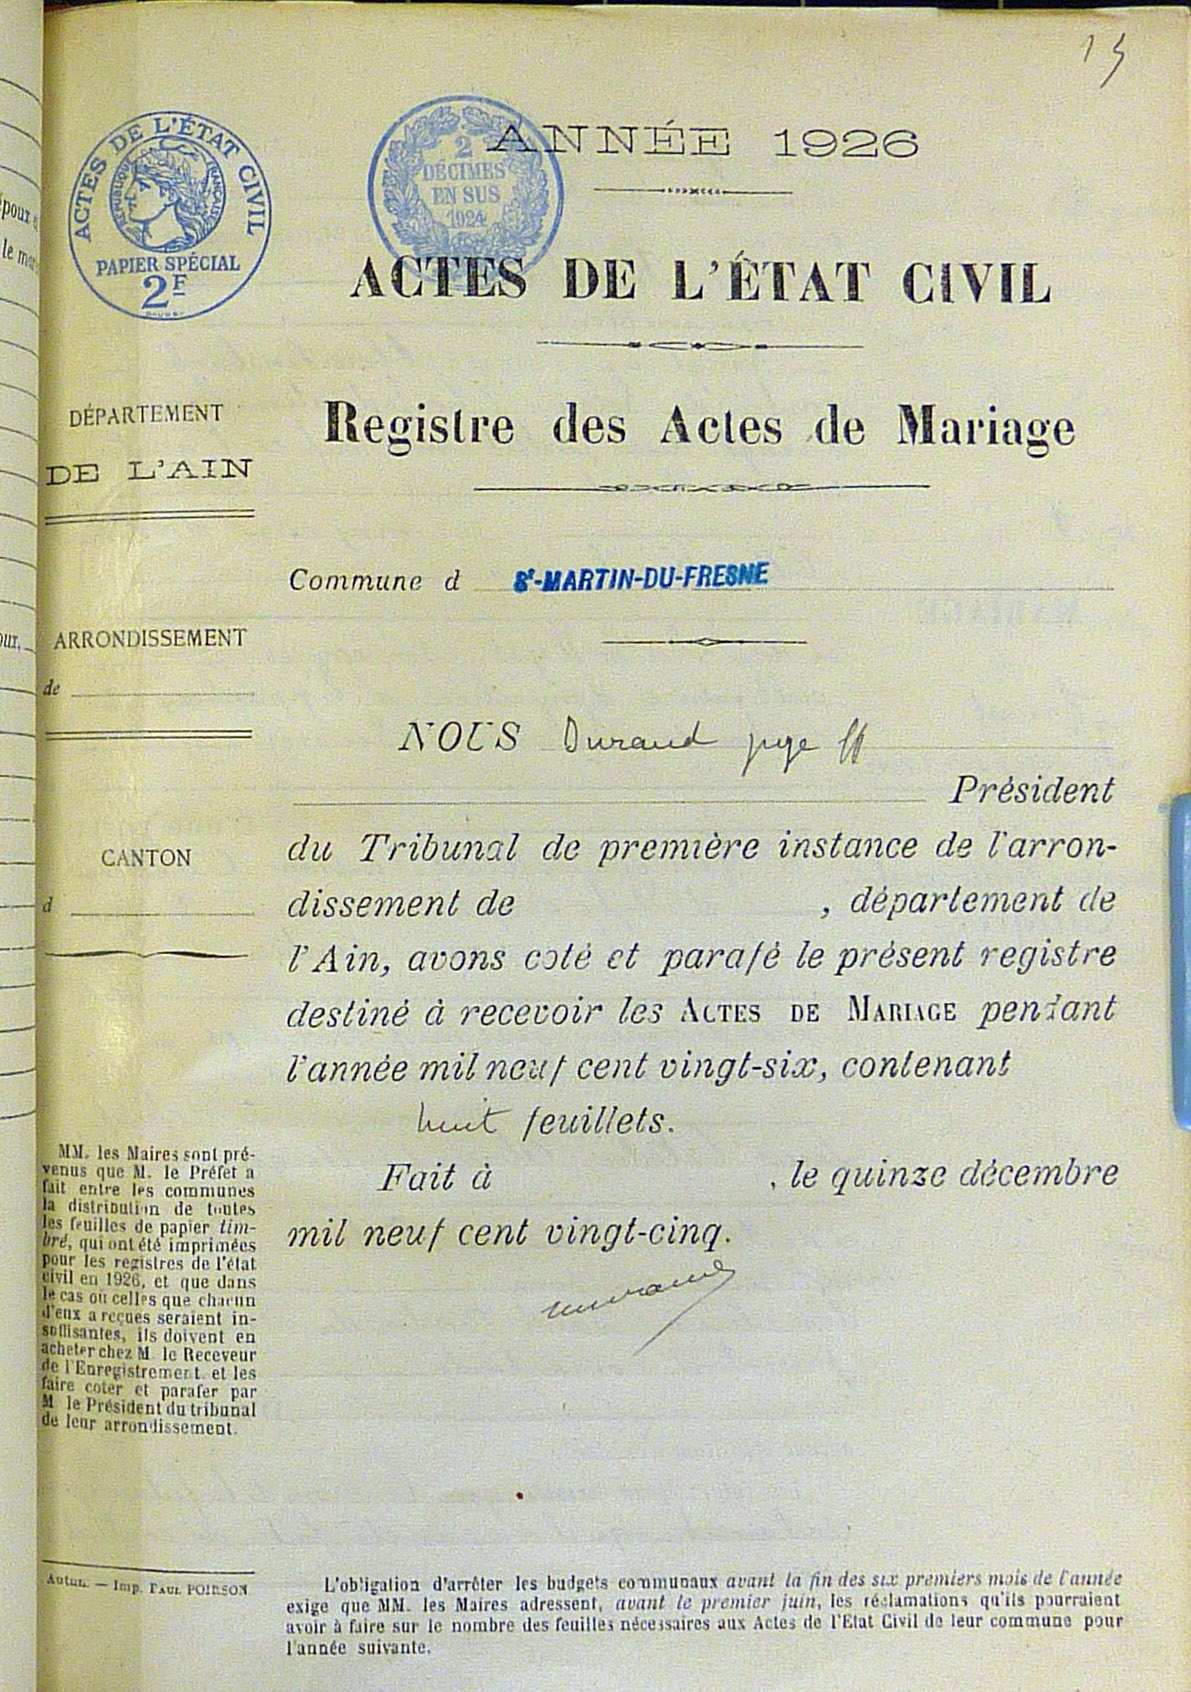 15
ANNÉE 1926
ACTES DE L'ÉTAT CIVIL
RÉPUBLIQUE FRANÇAISE
PAPIER SPÉCIAL
2F
2
DÉCIMES
EN SUS
1924
ACTES DE L'ÉTAT CIVIL
Registre des Actes de Mariage
DÉPARTEMENT
DE L'AIN
Commune d ST-MARTIN-DU-FRESNE
ARRONDISSEMENT
de
CANTON
d
NOUS Durand juge
Président
du Tribunal de première instance de l'arron-
dissement de , département de
l'Ain, avons coté et parafé le présent registre
destiné à recevoir les ACTES DE MARIAGE pendant
l'année mil neuf cent vingt-six, contenant
huit feuillets.
Fait à , le quinze décembre
mil neuf cent vingt-cinq.
MM. les Maires sont pré-
venus que M. le Préfet a
fait entre les communes
la distribution de toutes
les feuilles de papier tim-
bré, qui ont été imprimées
pour les registres de l'état
civil en 1926, et que dans
le cas où celles que chacun
d'eux a reçues seraient in-
suffisantes, ils doivent en
acheter chez M. le Receveur
de l'Enregistrement et les
faire coter et parafer par
M. le Président du tribunal
de leur arrondissement.
Autun. — Imp. PAUL POIRSON
L'obligation d'arrêter les budgets communaux avant la fin des six premiers mois de l'année
exige que MM. les Maires adressent, avant le premier juin, les réclamations qu'ils pourraient
avoir à faire sur le nombre des feuilles nécessaires aux Actes de l'Etat Civil de leur commune pour
l'année suivante.
époux
le mar
our,